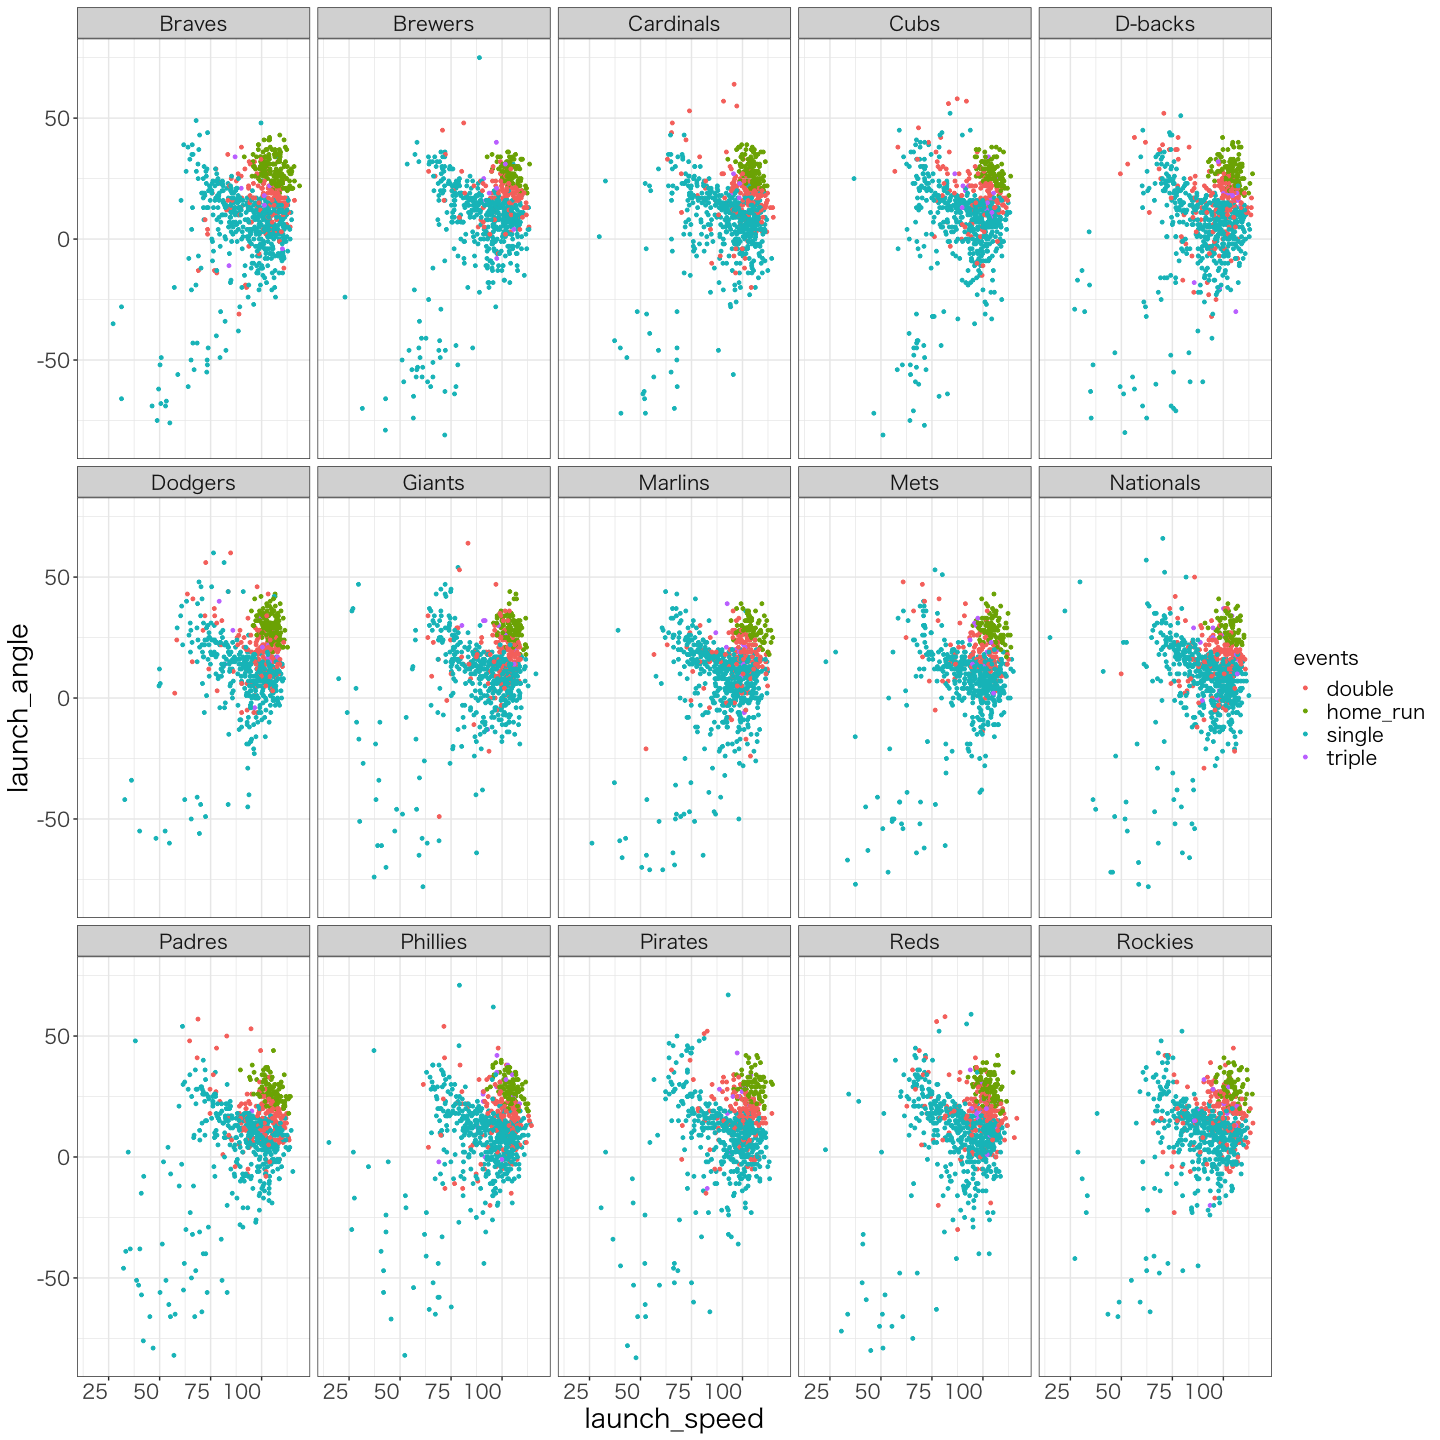 Braves Brewers Cardinals Cubs D-backs
50
0
-50
Dodgers Giants Marlins Mets Nationals
50
0
-50
launch_angle
events
double
home_run
single
triple
Padres Phillies Pirates Reds Rockies
50
0
-50
25 50 75 100 25 50 75 100 25 50 75 100 25 50 75 100 25 50 75 100
launch_speed